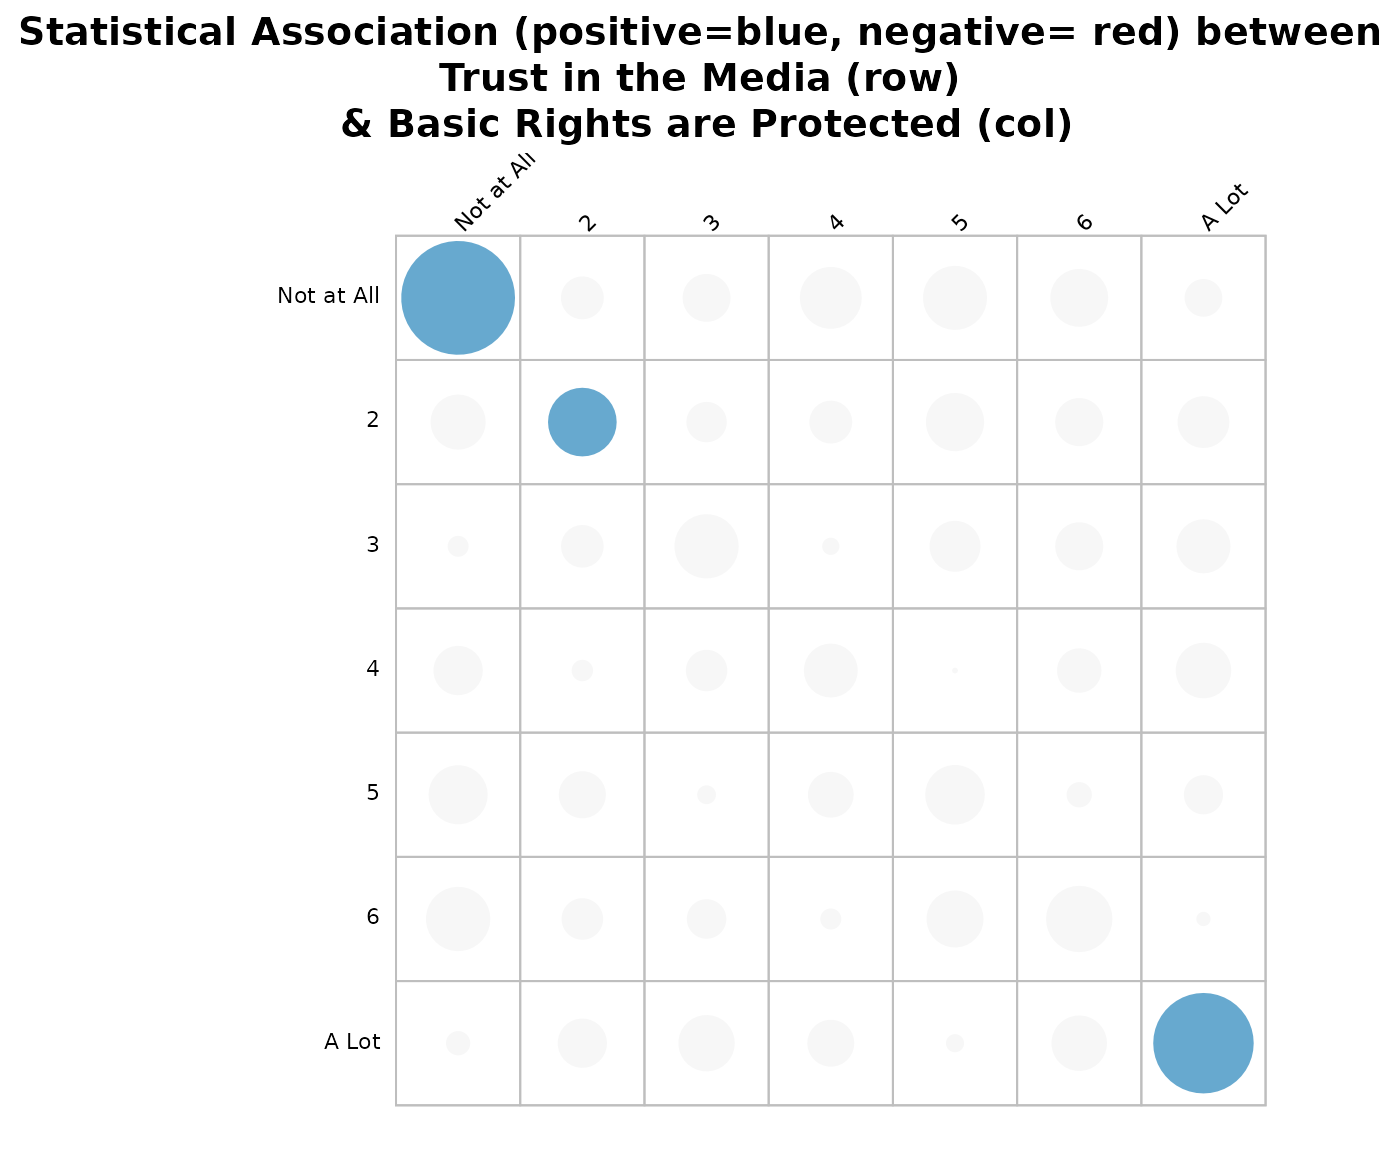 Statistical Association (positive=blue, negative= red) between
Trust in the Media (row)
& Basic Rights are Protected (col)
Not at All
2
3
4
5
6
A Lot
Not at All
2
3
4
5
6
A Lot